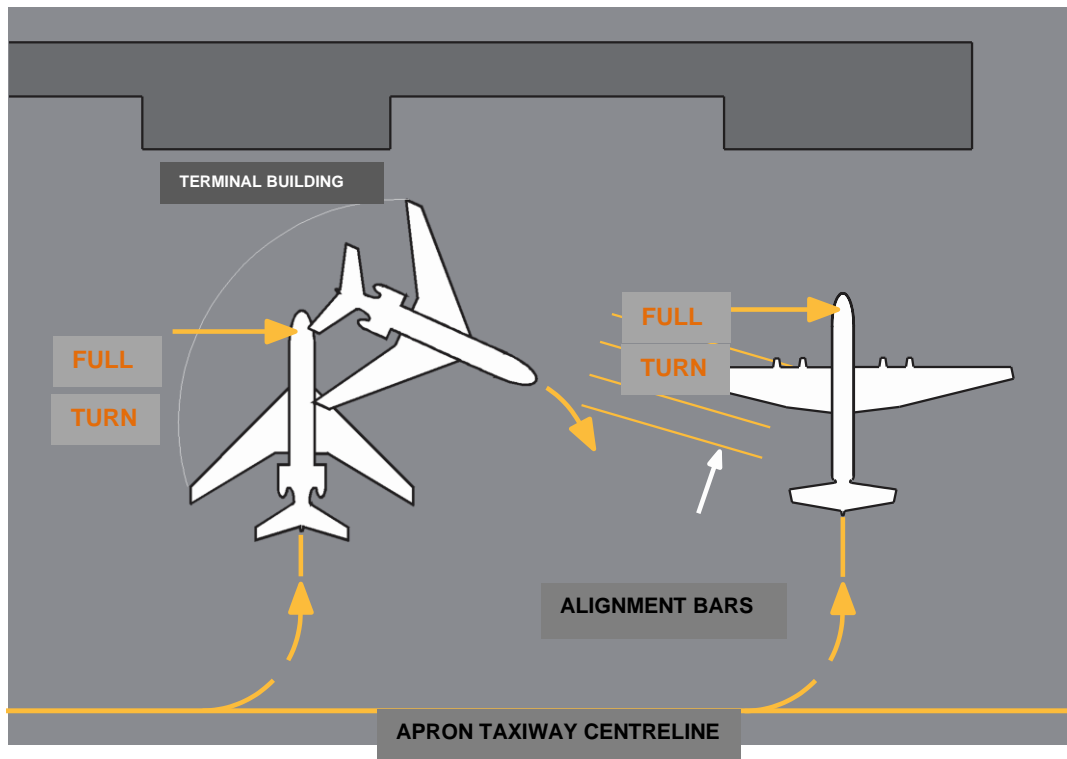 TERMINAL BUILDING
FULL
TURN
FULL
TURN
ALIGNMENT BARS
APRON TAXIWAY CENTRELINE